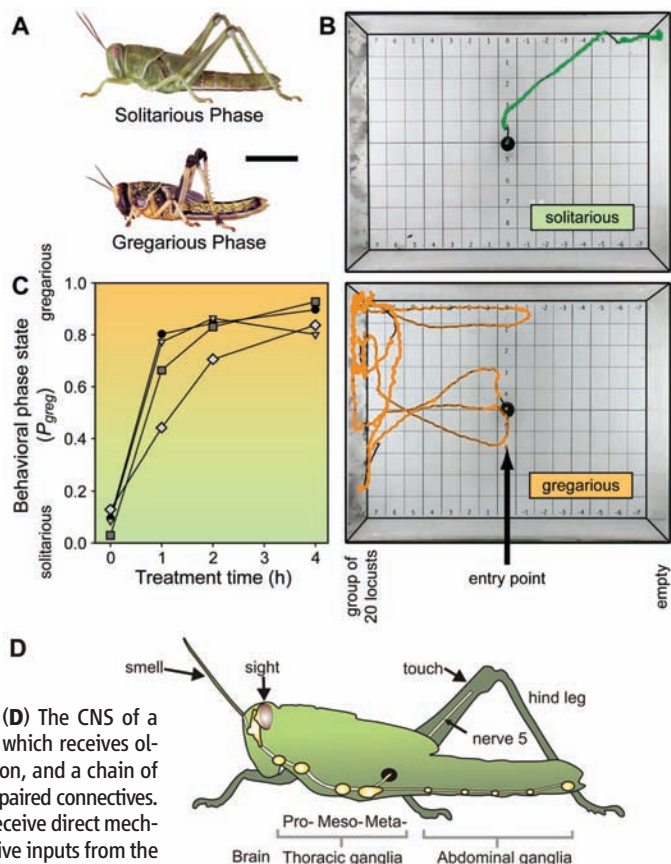 A
Solitarious Phase
Gregarious Phase
B
solitarious
gregarious
group of
20 locusts
entry point
empty
C
Behavioral phase state
(Pgreg)
gregarious
solitarious
1.0
0.8
0.6
0.4
0.2
0.0
0 1 2 3 4
Treatment time (h)
D
smell
sight
touch
hind leg
nerve 5
Pro- Meso- Meta-
Brain Thoracic ganglia Abdominal ganglia
(D) The CNS of a
which receives ol-
on, and a chain of
paired connectives.
eceive direct mech-
ive inputs from the